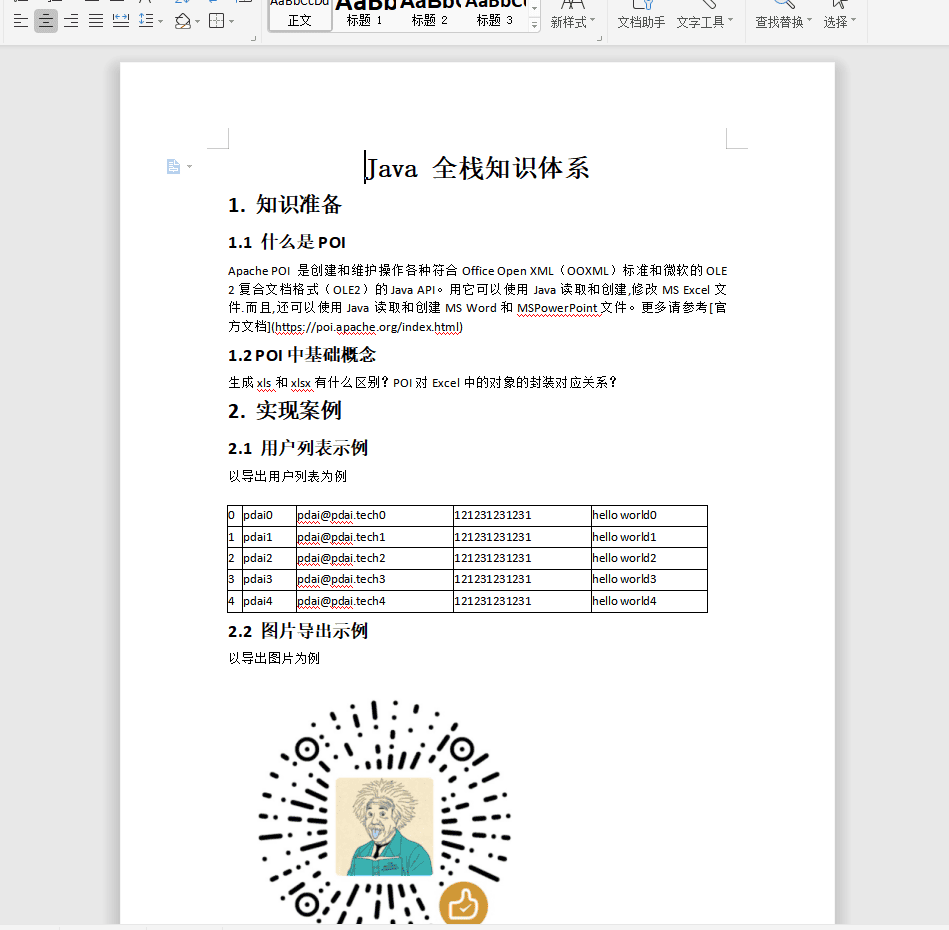 AaBbCcDd
AaBb
AaBb(
AaBbC
正文
标题 1
标题 2
标题 3
新样式
文档助手
文字工具
查找替换
选择
Java 全栈知识体系
1. 知识准备
1.1 什么是 POI
Apache POI 是创建和维护操作各种符合 Office Open XML（OOXML）标准和微软的 OLE
2 复合文档格式（OLE2）的 Java API。用它可以使用 Java 读取和创建,修改 MS Excel 文
件.而且,还可以使用 Java 读取和创建 MS Word 和 MSPowerPoint 文件。更多请参考[官
方文档](https://poi.apache.org/index.html)
1.2 POI 中基础概念
生成 xls 和 xlsx 有什么区别？POI 对 Excel 中的对象的封装对应关系？
2. 实现案例
2.1 用户列表示例
以导出用户列表为例
0 pdai0 pdai@pdai.tech0 121231231231 hello world0
1 pdai1 pdai@pdai.tech1 121231231231 hello world1
2 pdai2 pdai@pdai.tech2 121231231231 hello world2
3 pdai3 pdai@pdai.tech3 121231231231 hello world3
4 pdai4 pdai@pdai.tech4 121231231231 hello world4
2.2 图片导出示例
以导出图片为例